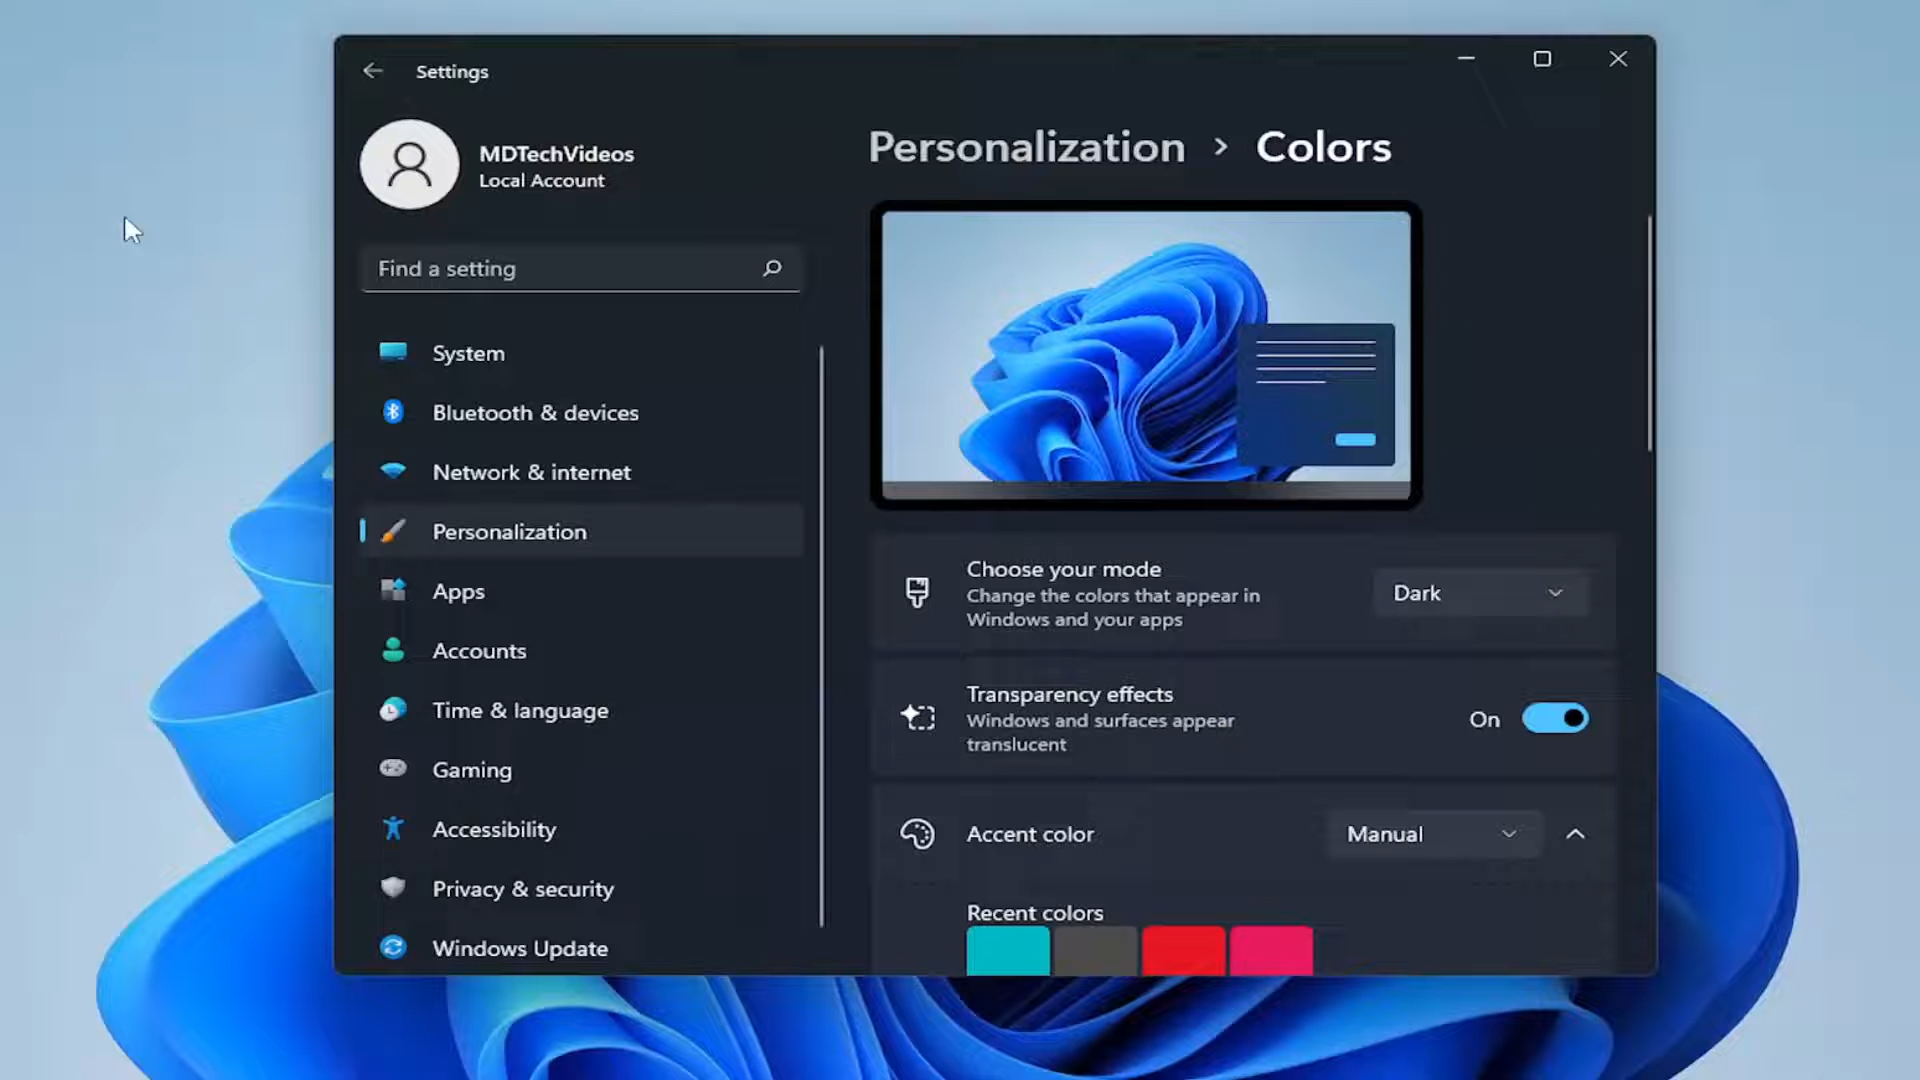 Settings
MDTechVideos
Local Account
Find a setting
System
Bluetooth & devices
Network & internet
Personalization
Apps
Accounts
Time & language
Gaming
Accessibility
Privacy & security
Windows Update
Personalization > Colors
Choose your mode
Change the colors that appear in
Windows and your apps
Dark
Transparency effects
Windows and surfaces appear
translucent
On
Accent color
Manual
Recent colors